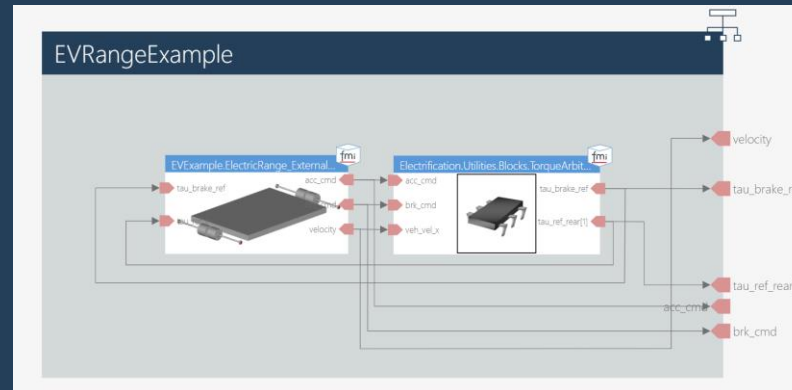 EVRangeExample
EVExample.ElectricRange_External...
fmi
Electrification.Utilities.Blocks.TorqueArbit...
fmi
tau_brake_ref
acc_cmd
velocity
acc_cmd
brk_cmd
veh_vel_x
tau_brake_ref
tau_ref_rear[1]
velocity
tau_brake_r
tau_ref_rear
acc_cmd
brk_cmd